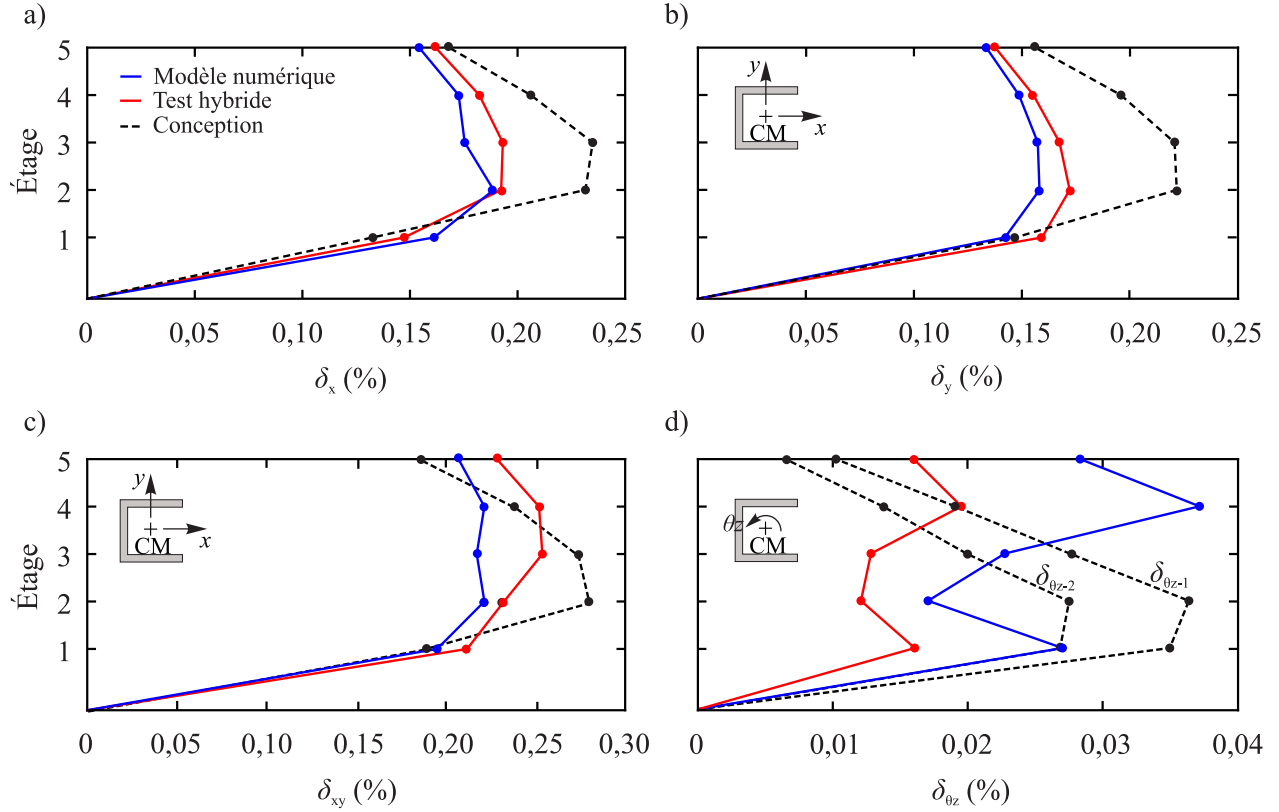 a)
5
4
3
2
1
Étage
Modèle numérique
Test hybride
Conception
0 0,05 0,10 0,15 0,20 0,25
δx (%)
b)
y
x
CM
0 0,05 0,10 0,15 0,20 0,25
δy (%)
c)
5
4
3
2
1
Étage
y
x
CM
0 0,05 0,10 0,15 0,20 0,25 0,30
δxy (%)
d)
θz
CM
δθz-2
δθz-1
0 0,01 0,02 0,03 0,04
δθz (%)